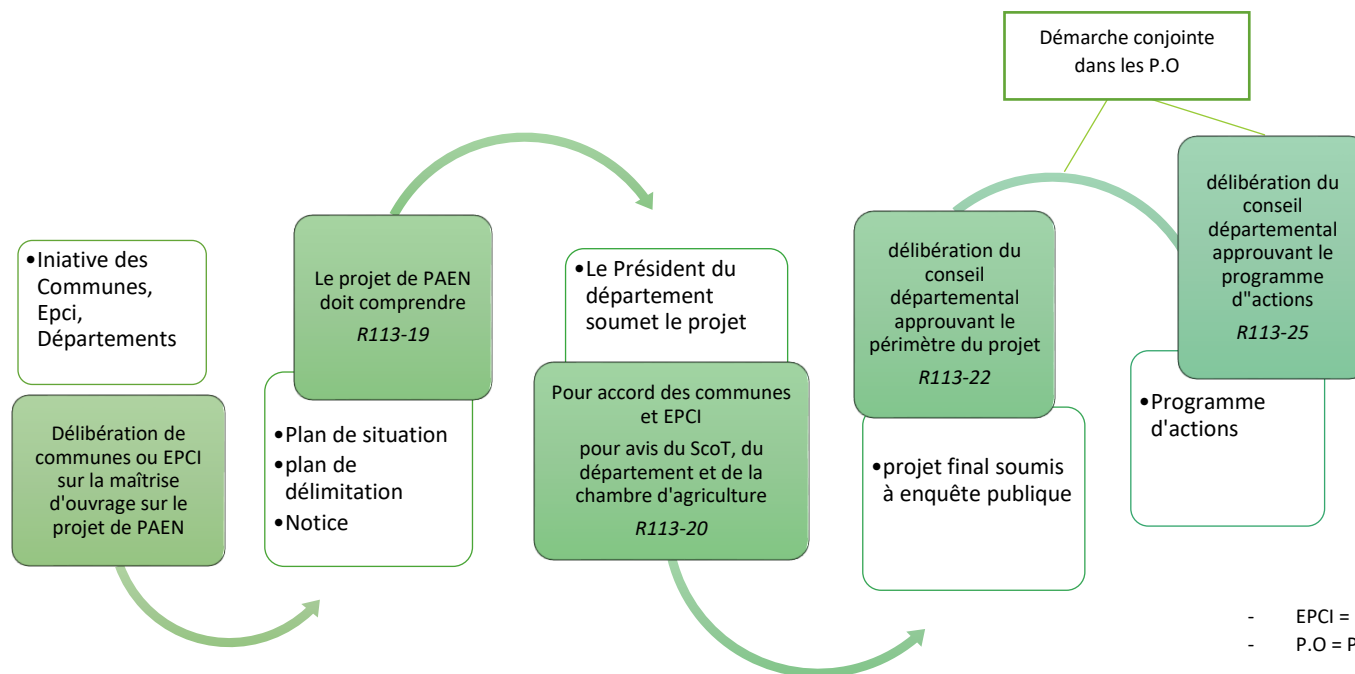 •Iniative des
Communes,
Epci,
Départements
Délibération de
communes ou EPCI
sur la maîtrise
d'ouvrage sur le
projet de PAEN
Le projet de PAEN
doit comprendre
R113-19
•Plan de situation
•plan de
délimitation
•Notice
•Le Président du
département
soumet le projet
Pour accord des communes
et EPCI
pour avis du ScoT, du
département et de la
chambre d'agriculture
R113-20
délibération du
conseil
départemental
approuvant le
périmètre du projet
R113-22
•projet final soumis
à enquête publique
Démarche conjointe
dans les P.O
délibération du
conseil
départemental
approuvant le
programme
d"actions
R113-25
•Programme
d'actions
- EPCI =
- P.O = P